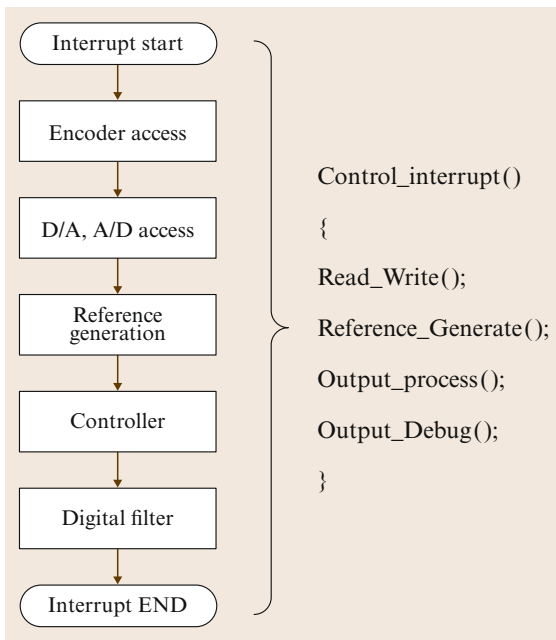 Interrupt start
Encoder access
D/A, A/D access
Reference
generation
Controller
Digital filter
Interrupt END
Control_interrupt()
{
Read_Write();
Reference_Generate();
Output_process();
Output_Debug();
}